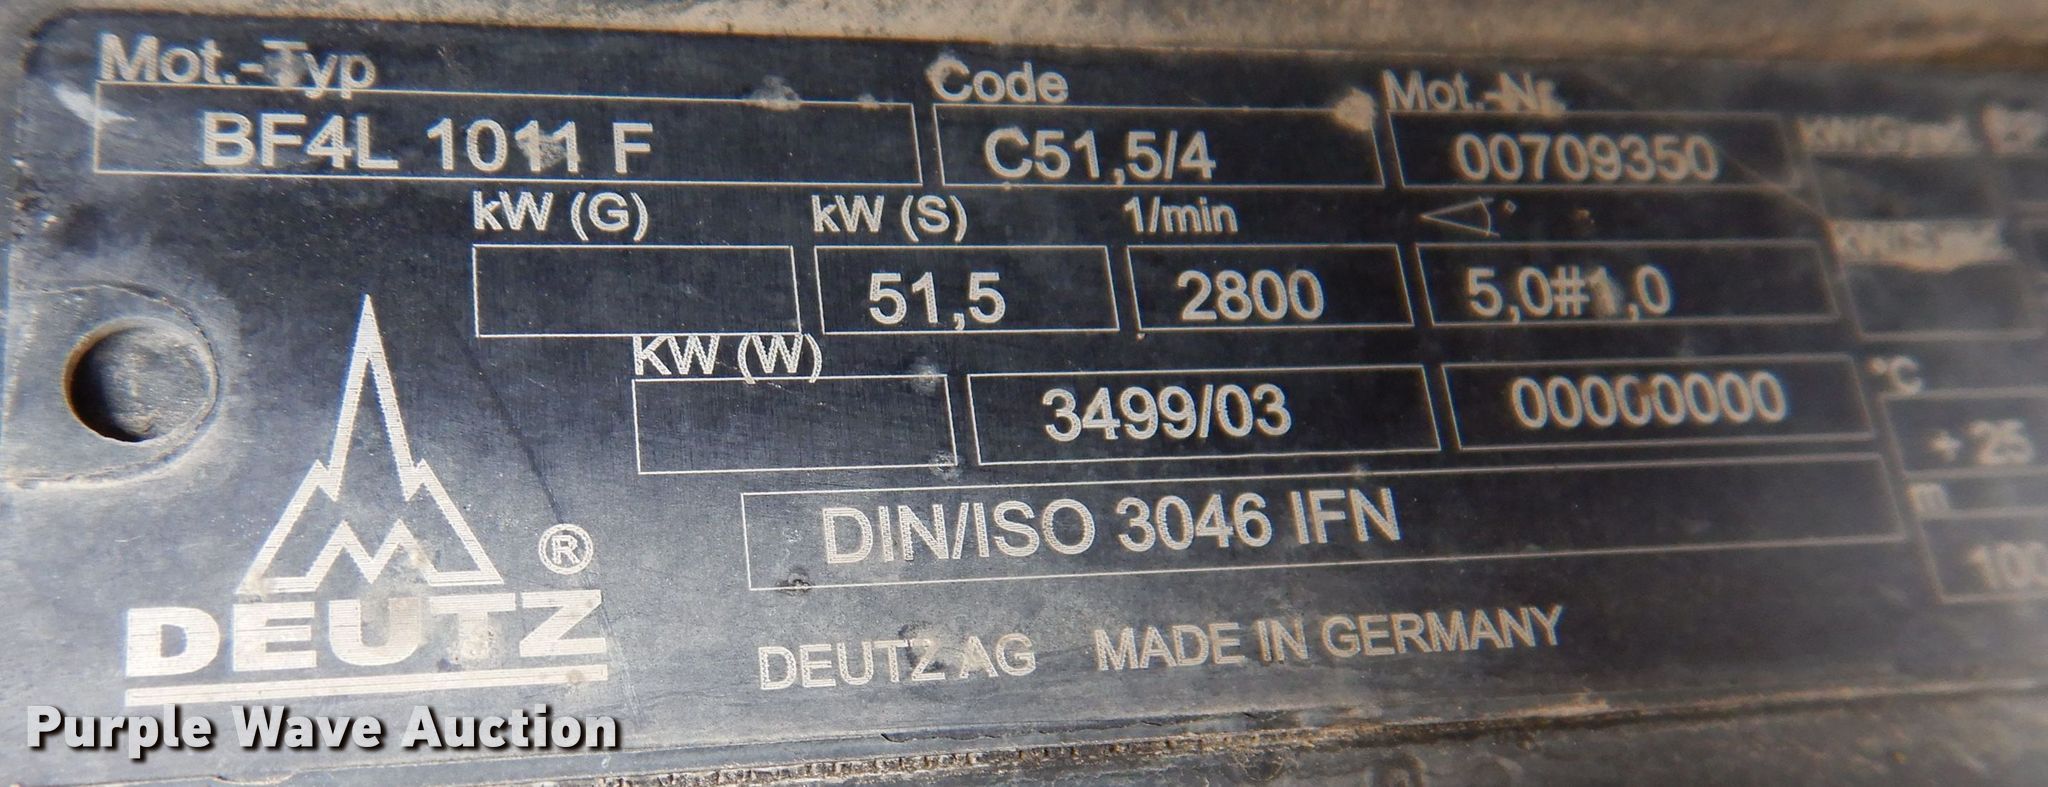 Mot.-Typ Code Mot.-Nr.
BF4L 1011 F C51,5/4 00709350
kW (G) kW (S) 1/min
51,5 2800 5,0#1,0
KW (W) °C
3499/03 00000000 + 25
DIN/ISO 3046 IFN m
100
DEUTZ ®
DEUTZ AG MADE IN GERMANY
Purple Wave Auction